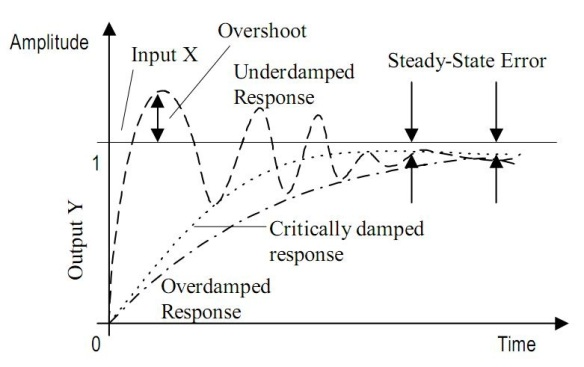 Amplitude
Overshoot
Input X
Underdamped
Response
Steady-State Error
1
Output Y
Critically damped
response
Overdamped
Response
0
Time